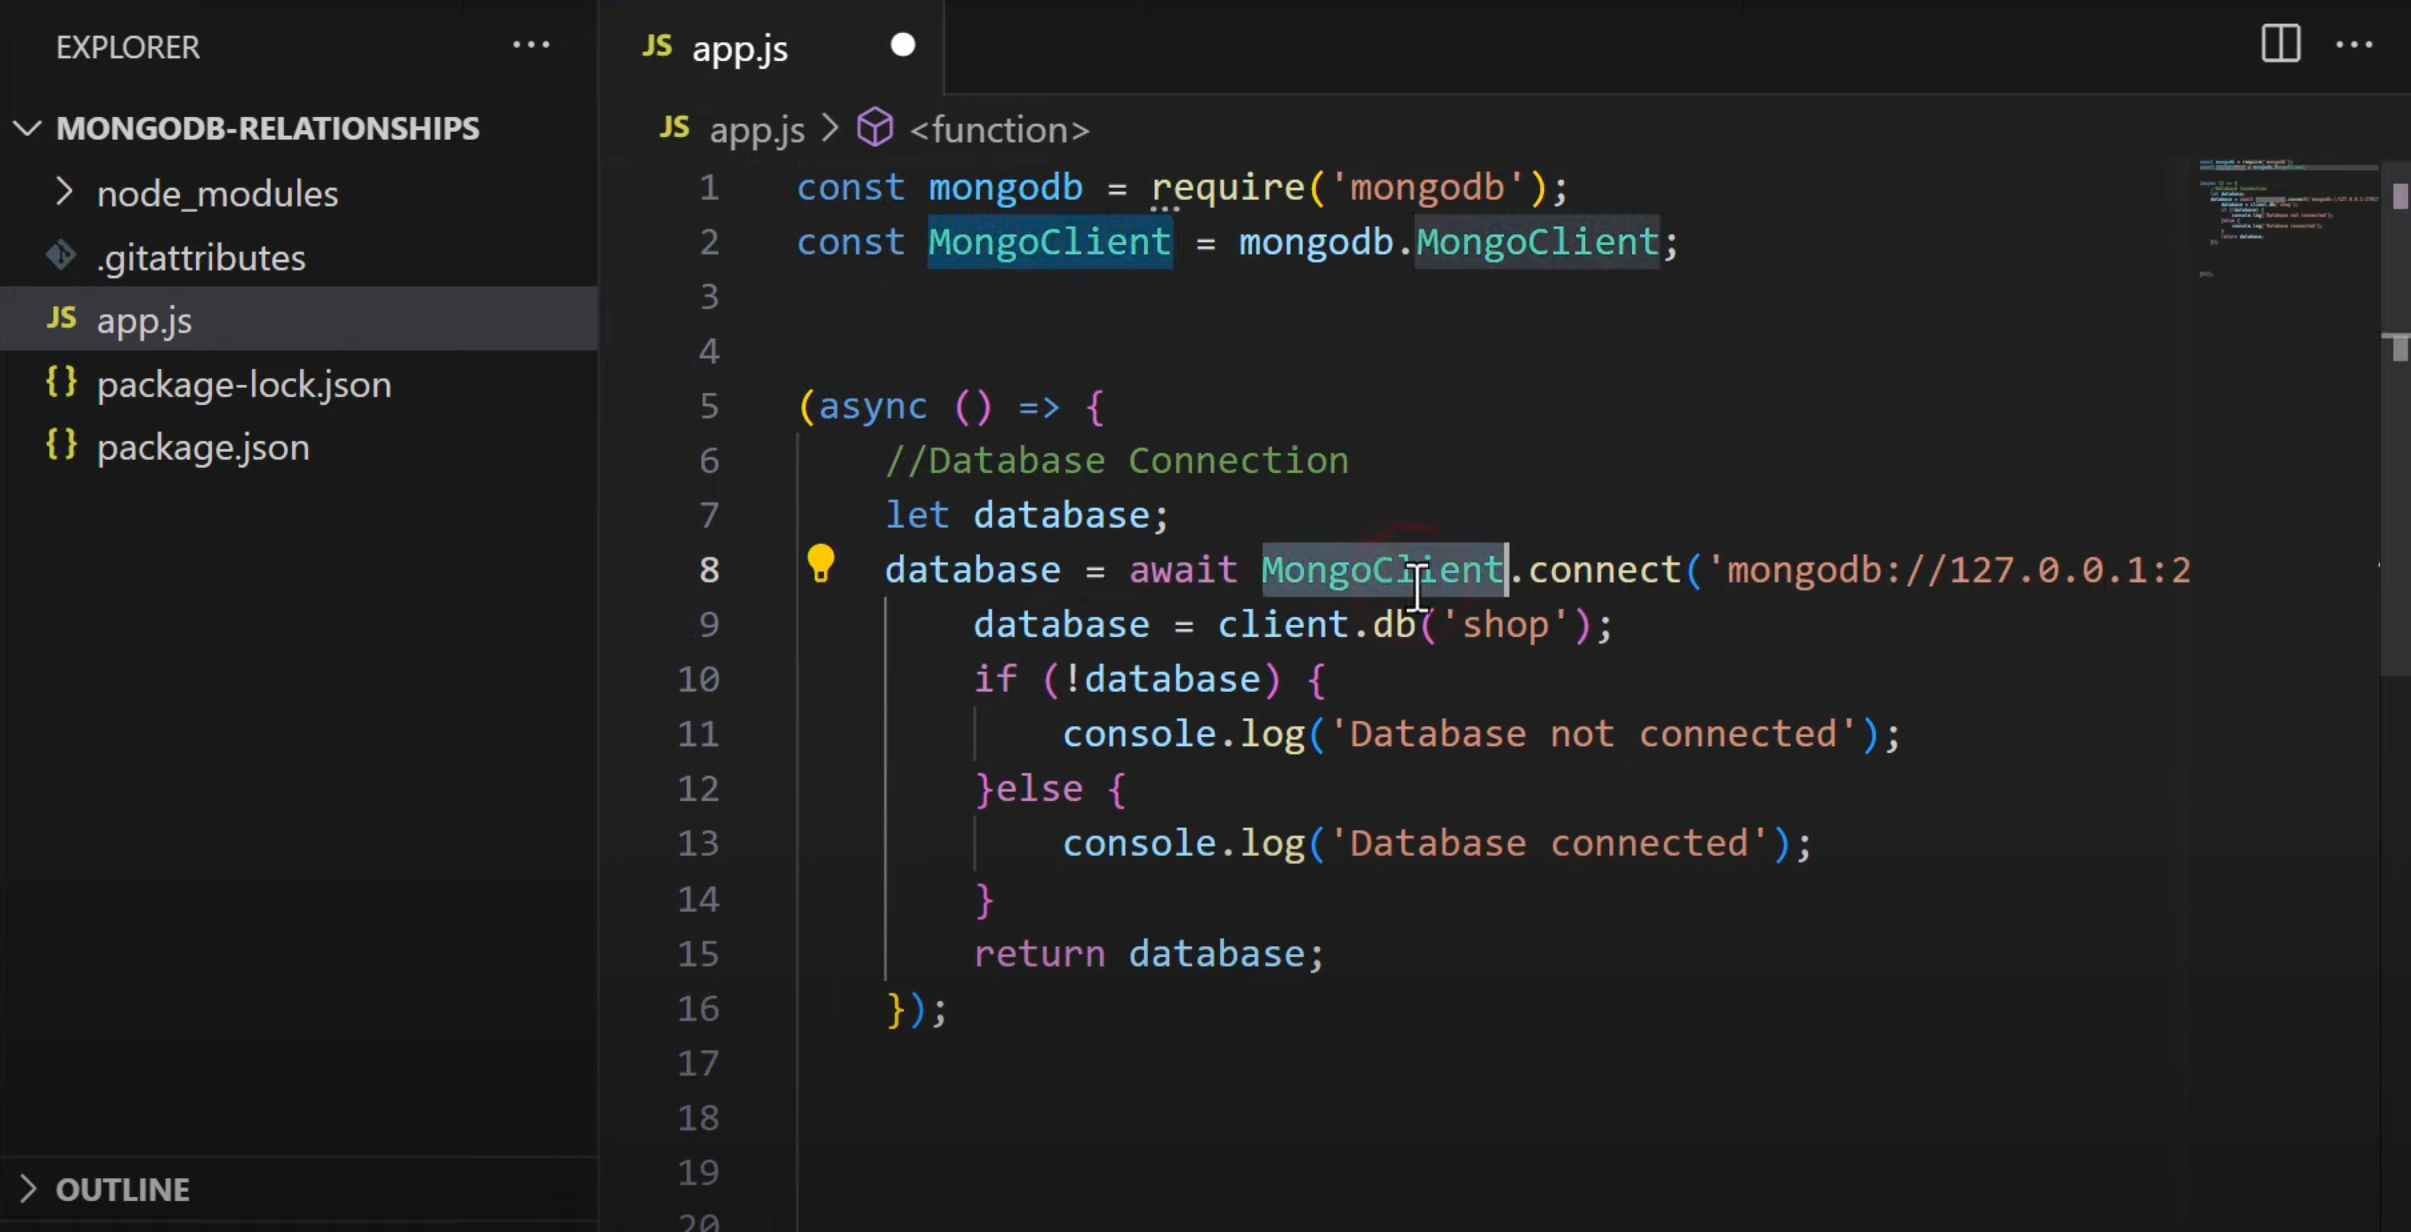 EXPLORER ...
JS app.js
MONGODB-RELATIONSHIPS
node_modules
.gitattributes
JS app.js
{} package-lock.json
{} package.json
OUTLINE
JS app.js > <function>
1 const mongodb = require('mongodb');
2 const MongoClient = mongodb.MongoClient;
3
4
5 (async () => {
6 //Database Connection
7 let database;
8 database = await MongoClient.connect('mongodb://127.0.0.1:2
9 database = client.db('shop');
10 if (!database) {
11 console.log('Database not connected');
12 }else {
13 console.log('Database connected');
14 }
15 return database;
16 });
17
18
19
20